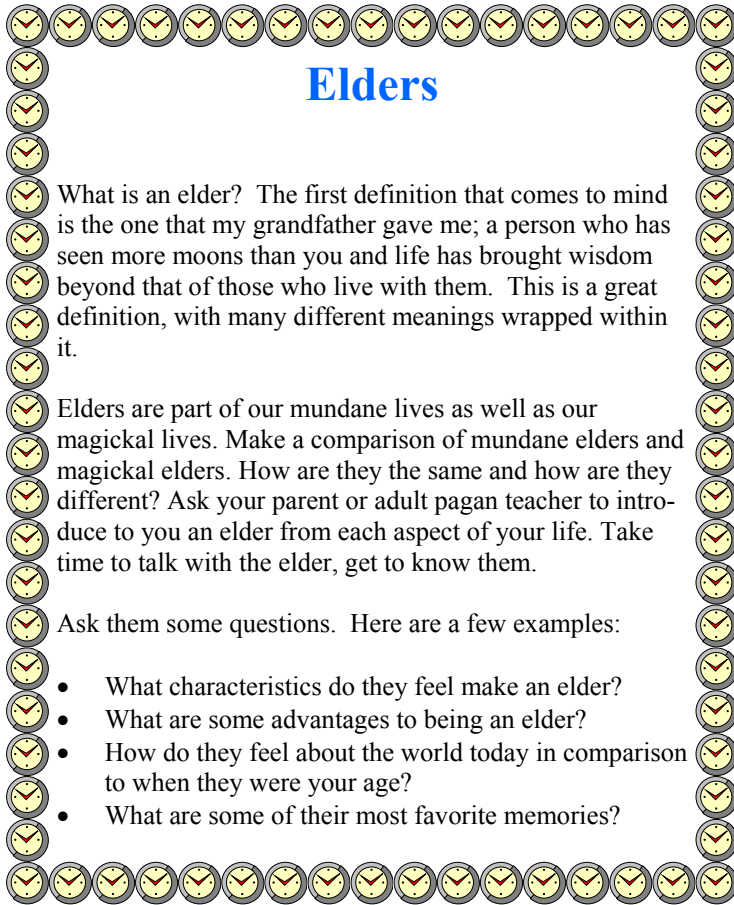 Elders
What is an elder?  The first definition that comes to mind
is the one that my grandfather gave me; a person who has
seen more moons than you and life has brought wisdom
beyond that of those who live with them.  This is a great
definition, with many different meanings wrapped within
it.
Elders are part of our mundane lives as well as our
magickal lives. Make a comparison of mundane elders and
magickal elders. How are they the same and how are they
different? Ask your parent or adult pagan teacher to intro-
duce to you an elder from each aspect of your life. Take
time to talk with the elder, get to know them.
Ask them some questions.  Here are a few examples:
• What characteristics do they feel make an elder?
• What are some advantages to being an elder?
• How do they feel about the world today in comparison
to when they were your age?
• What are some of their most favorite memories?